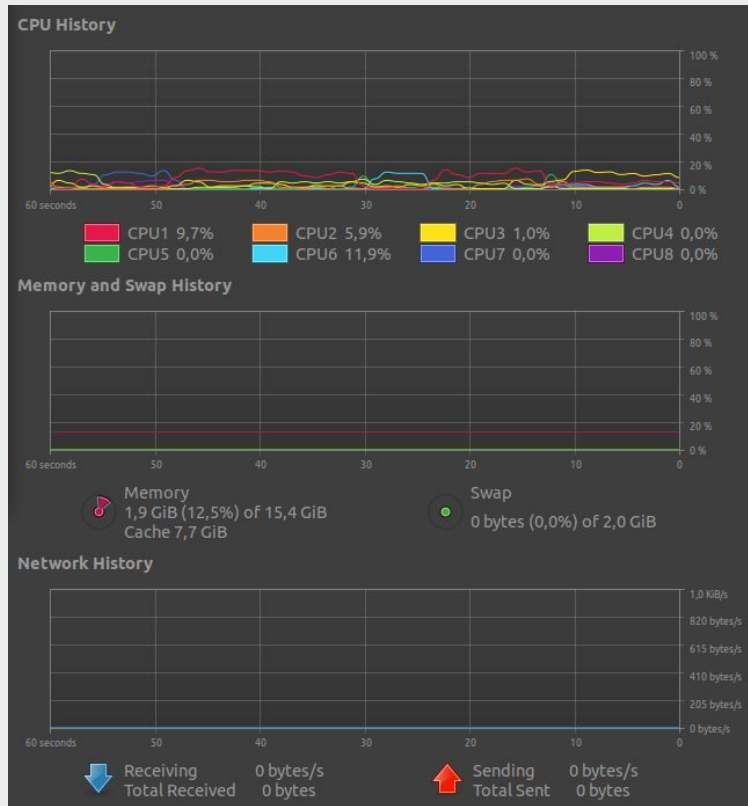 CPU History
100 %
80 %
60 %
40 %
20 %
0 %
60 seconds 50 40 30 20 10 0
CPU1 9,7% CPU2 5,9% CPU3 1,0% CPU4 0,0%
CPU5 0,0% CPU6 11,9% CPU7 0,0% CPU8 0,0%
Memory and Swap History
100 %
80 %
60 %
40 %
20 %
0 %
60 seconds 50 40 30 20 10 0
Memory Swap
1,9 GiB (12,5%) of 15,4 GiB 0 bytes (0,0%) of 2,0 GiB
Cache 7,7 GiB
Network History
1,0 KiB/s
820 bytes/s
615 bytes/s
410 bytes/s
205 bytes/s
0 bytes/s
60 seconds 50 40 30 20 10 0
Receiving 0 bytes/s Sending 0 bytes/s
Total Received 0 bytes Total Sent 0 bytes